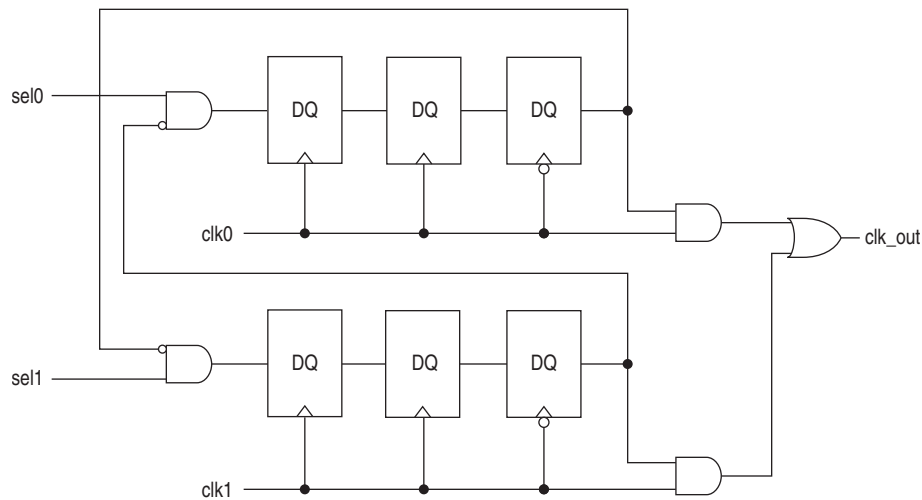 sel0
DQ DQ DQ
clk0
clk_out
DQ DQ DQ
sel1
clk1